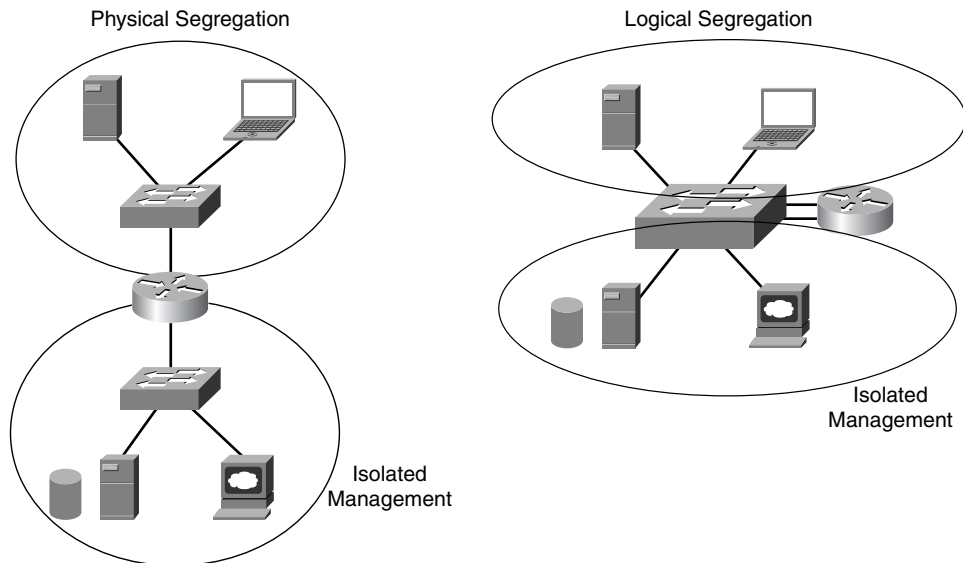 Physical Segregation
Logical Segregation
Isolated
Management
Isolated
Management